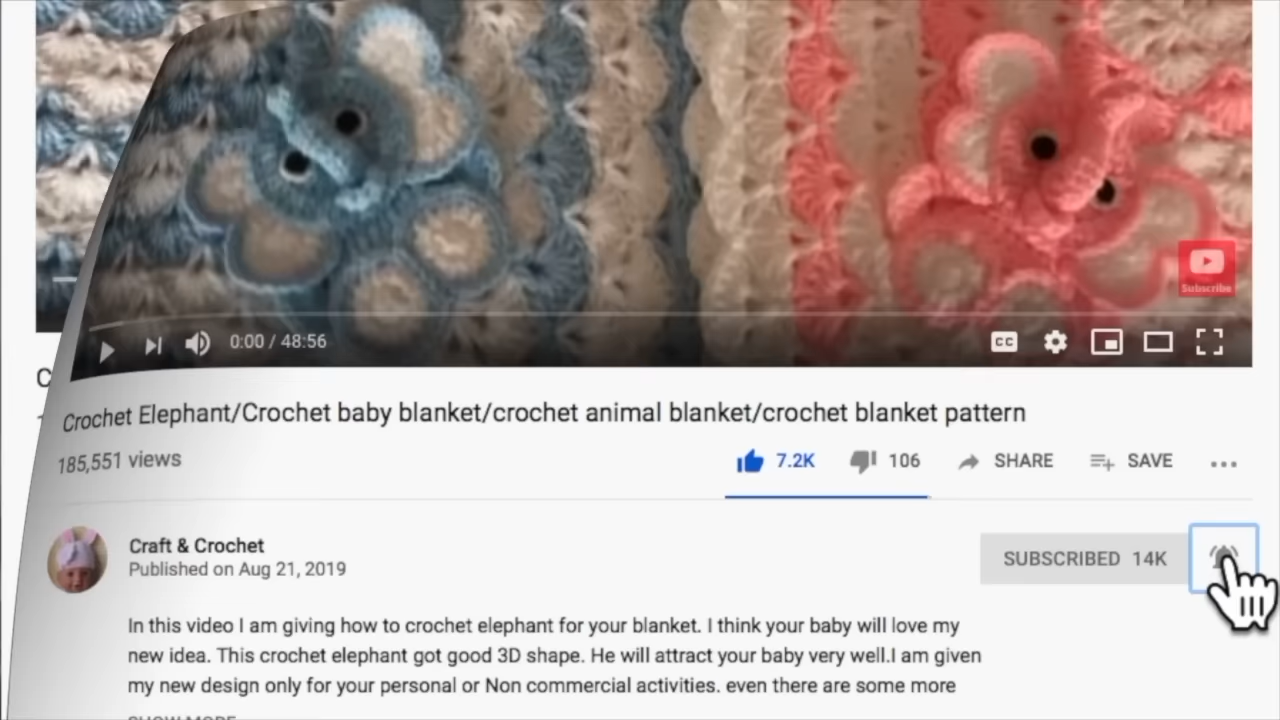 Subscribe
0:00 / 48:56
CC
C
Crochet Elephant/Crochet baby blanket/crochet animal blanket/crochet blanket pattern
185,551 views
7.2K 106 SHARE SAVE
Craft & Crochet
Published on Aug 21, 2019
SUBSCRIBED 14K
In this video I am giving how to crochet elephant for your blanket. I think your baby will love my
new idea. This crochet elephant got good 3D shape. He will attract your baby very well.I am given
my new design only for your personal or Non commercial activities. even there are some more
SHOW MORE